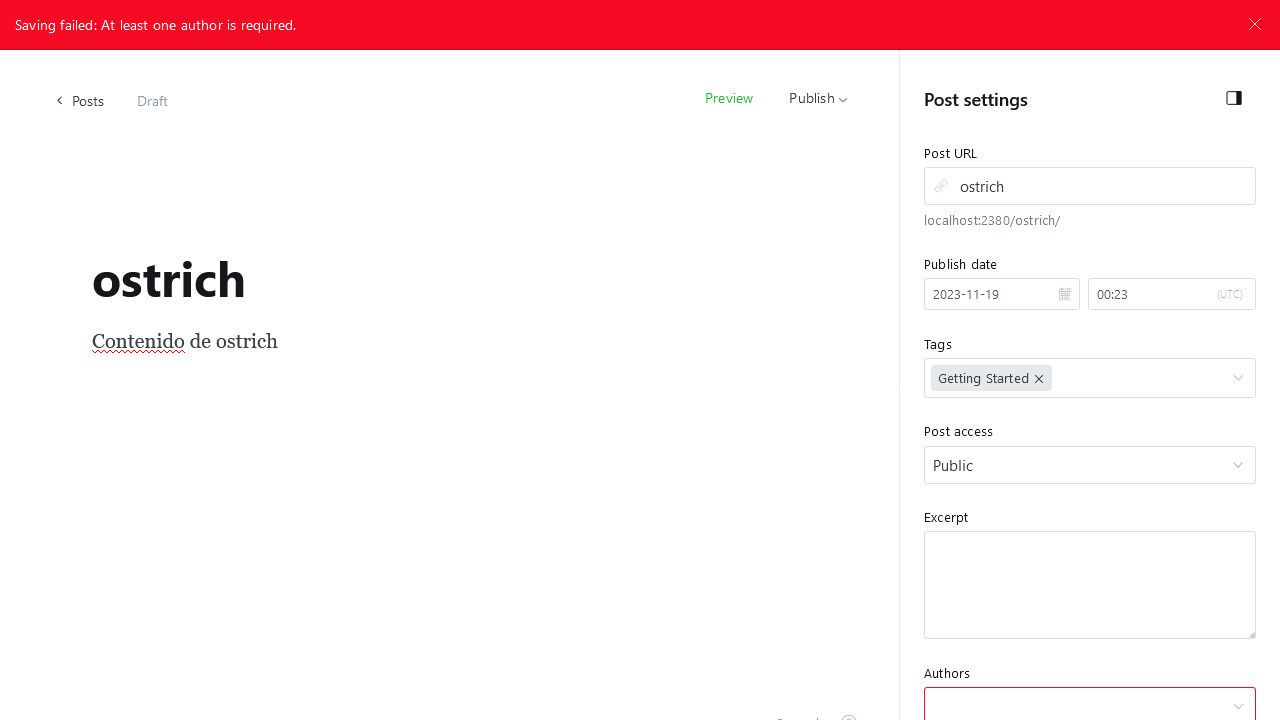 Saving failed: At least one author is required.
Posts
Draft
Preview
Publish
Post settings
Post URL
ostrich
localhost:2380/ostrich/
Publish date
2023-11-19
00:23
(UTC)
ostrich
Contenido de ostrich
Tags
Getting Started
Post access
Public
Excerpt
Authors